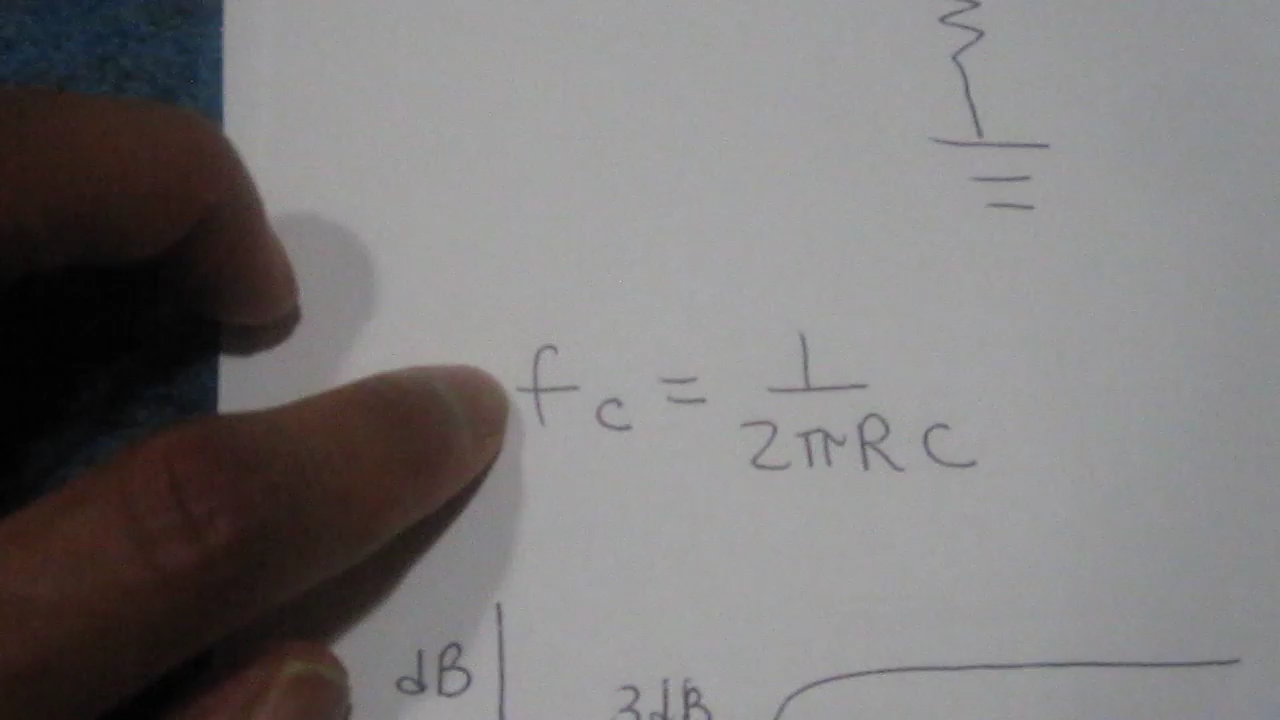 fc = 1/2πRC
dB
3dB